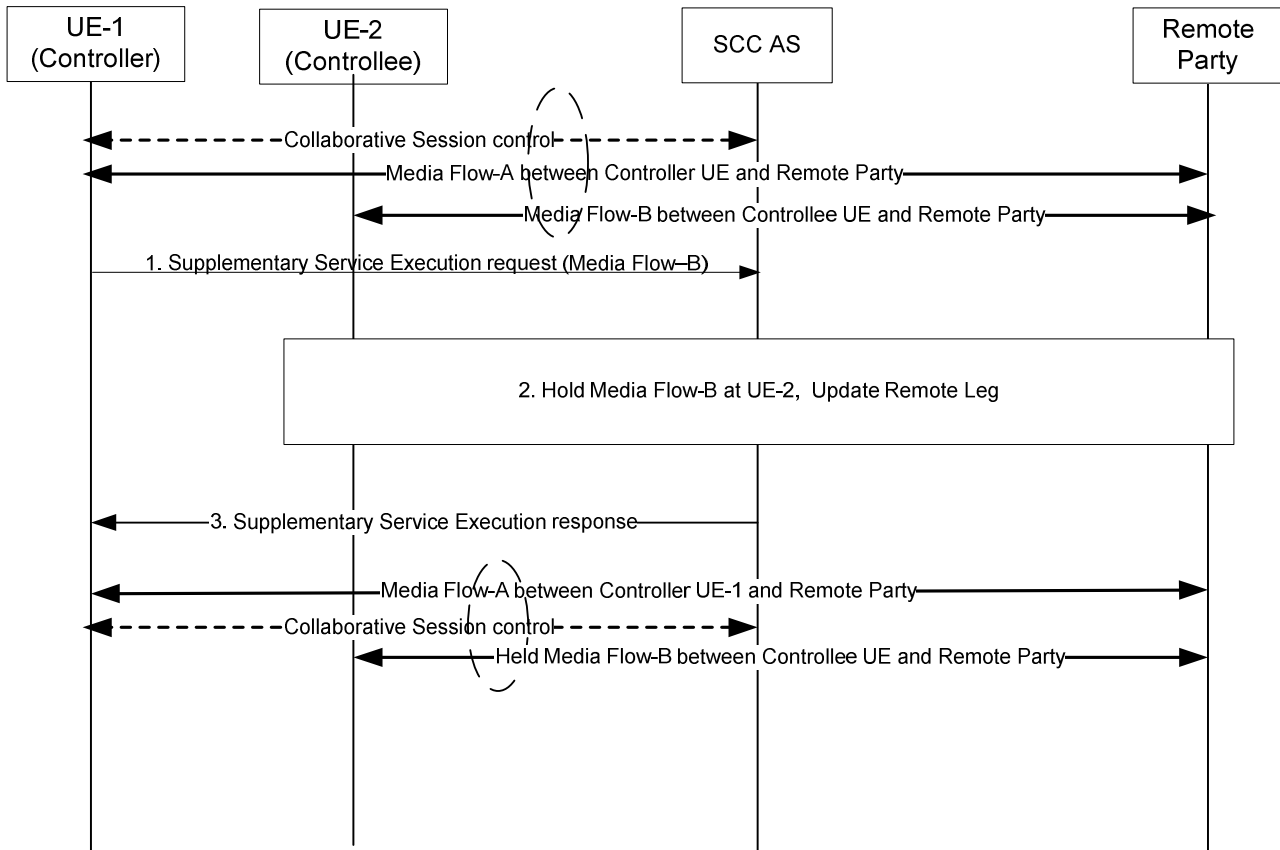 UE-1
(Controller)
UE-2
(Controllee)
SCC AS
Remote
Party
Collaborative Session control
Media Flow-A between Controller UE and Remote Party
Media Flow-B between Controllee UE and Remote Party
1. Supplementary Service Execution request (Media Flow–B)
2. Hold Media Flow-B at UE-2, Update Remote Leg
3. Supplementary Service Execution response
Media Flow-A between Controller UE-1 and Remote Party
Collaborative Session control
Held Media Flow-B between Controllee UE and Remote Party